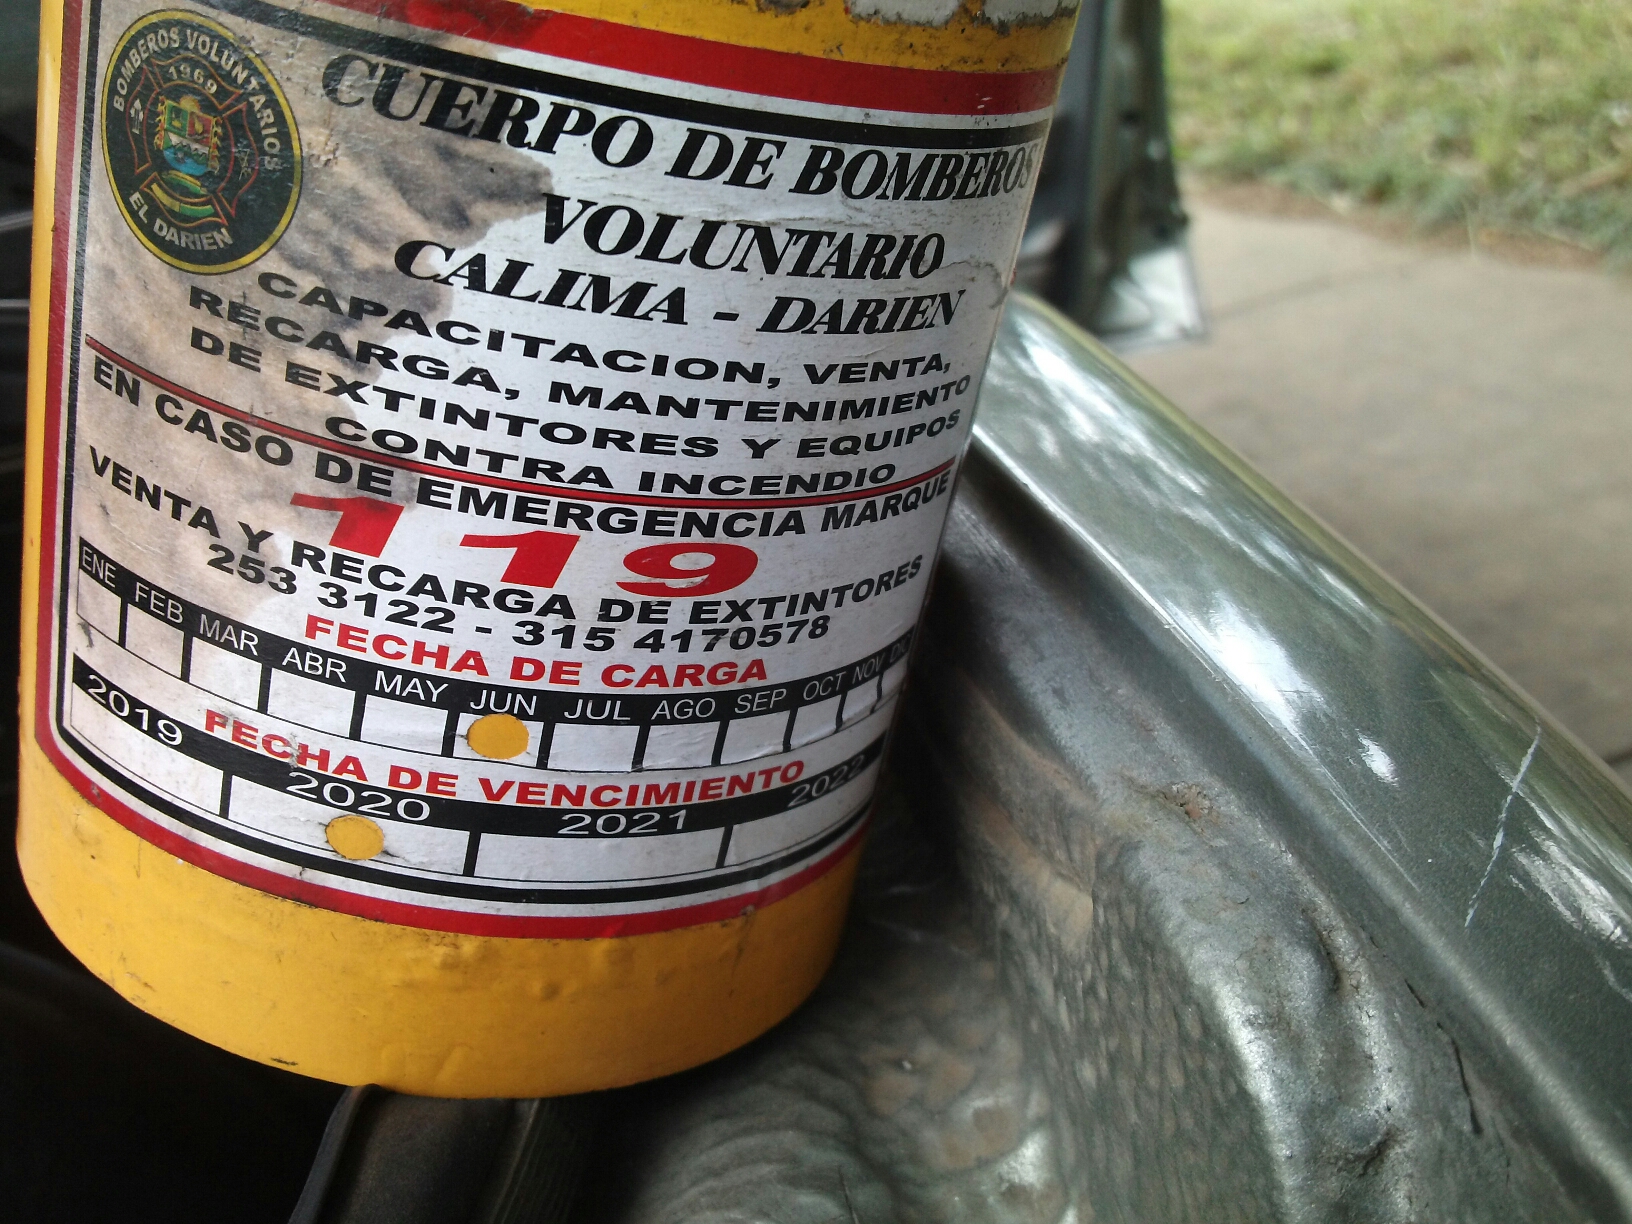 BOMBEROS VOLUNTARIOS
1969
EL DARIEN
CUERPO DE BOMBEROS
VOLUNTARIO
CALIMA - DARIEN
CAPACITACION, VENTA,
RECARGA, MANTENIMIENTO
DE EXTINTORES Y EQUIPOS
CONTRA INCENDIO
EN CASO DE EMERGENCIA MARQUE
119
VENTA Y RECARGA DE EXTINTORES
253 3122 - 315 4170578
FECHA DE CARGA
ENE FEB MAR ABR MAY JUN JUL AGO SEP OCT NOV
FECHA DE VENCIMIENTO
2019 2020 2021 2022